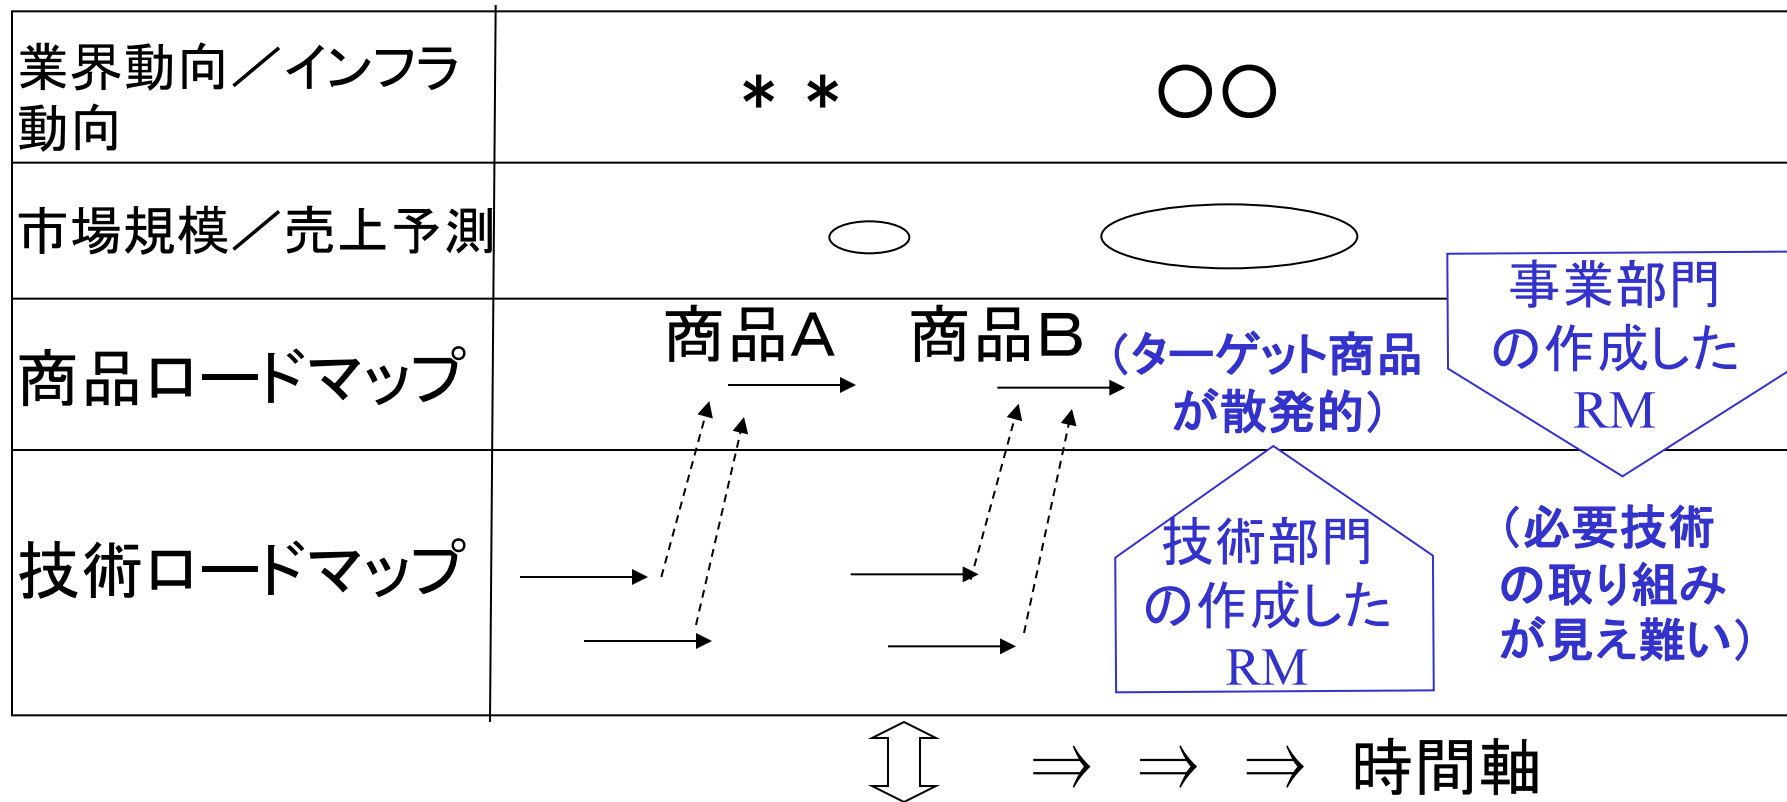 業界動向／インフラ
動向
＊＊
○○
市場規模／売上予測
商品ロードマップ
商品A
商品B
（ターゲット商品
が散発的）
事業部門
の作成した
RM
技術ロードマップ
技術部門
の作成した
RM
（必要技術
の取り組み
が見え難い）
⇒ ⇒ ⇒ 時間軸